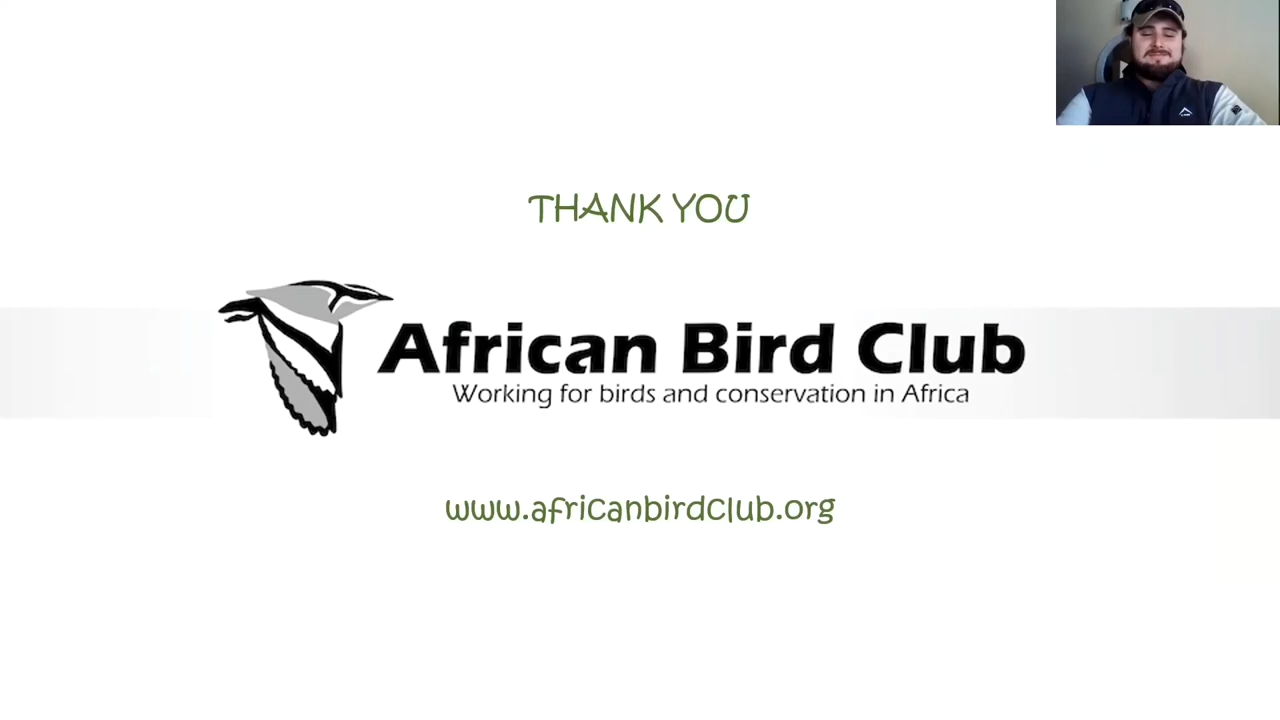 THANK YOU
African Bird Club
Working for birds and conservation in Africa
www.africanbirdclub.org